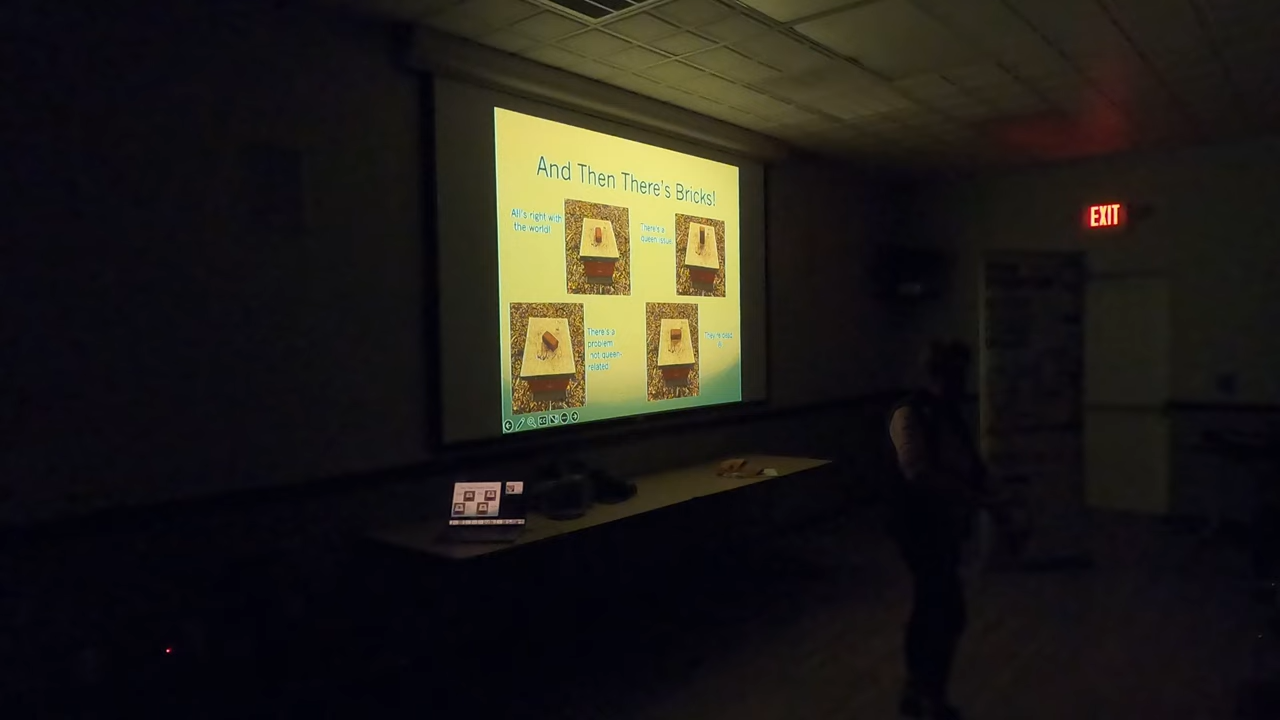 And Then There's Bricks!
All's right with
the world!
There's a
queen issue.
There's a
problem
not queen-
related
EXIT